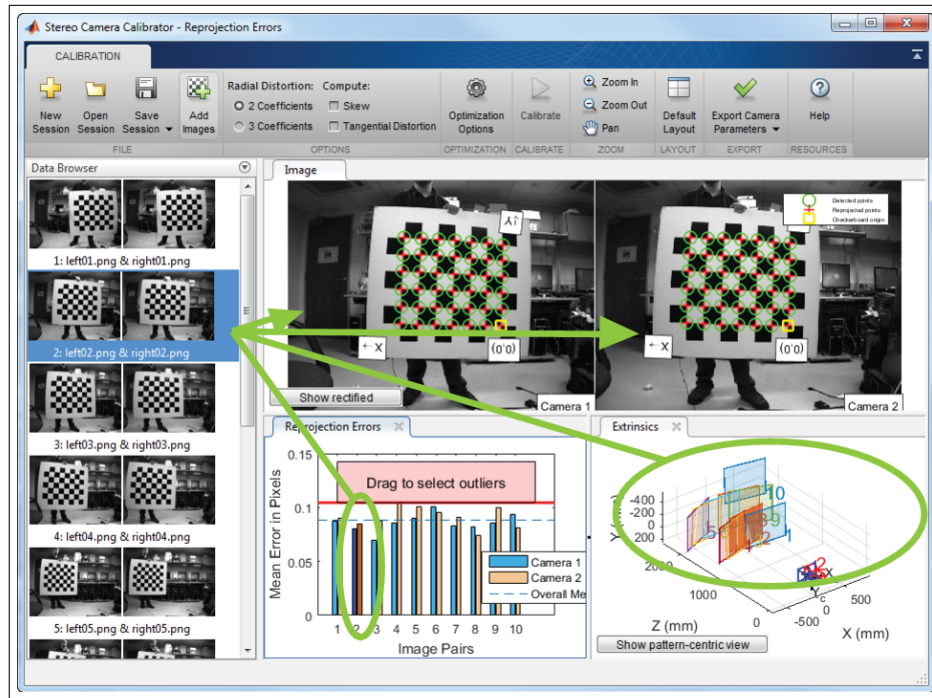 Stereo Camera Calibrator - Reprojection Errors
CALIBRATION
New Session
Open Session
Save Session
Add Images
FILE
Radial Distortion:
2 Coefficients
3 Coefficients
Compute:
Skew
Tangential Distortion
OPTIONS
Optimization Options
OPTIMIZATION
Calibrate
CALIBRATE
Zoom In
Zoom Out
Pan
ZOOM
Default Layout
LAYOUT
Export Camera Parameters
EXPORT
Help
RESOURCES
Data Browser
1: left01.png & right01.png
2: left02.png & right02.png
3: left03.png & right03.png
4: left04.png & right04.png
5: left05.png & right05.png
Image
Y↑
←X
(0,0)
Show rectified
Camera 1
Detected points
Reprojected points
Checkerboard origin
←X
(0,0)
Camera 2
Reprojection Errors
Drag to select outliers
Mean Error in Pixels
0.15
0.1
0.05
0
Camera 1
Camera 2
Overall Me
1 2 3 4 5 6 7 8 9 10
Image Pairs
Extrinsics
-400
-200
0
200
2000
1000
0
Z (mm)
-500
0
500
X (mm)
10
5
8 9
2
1
X
Show pattern-centric view